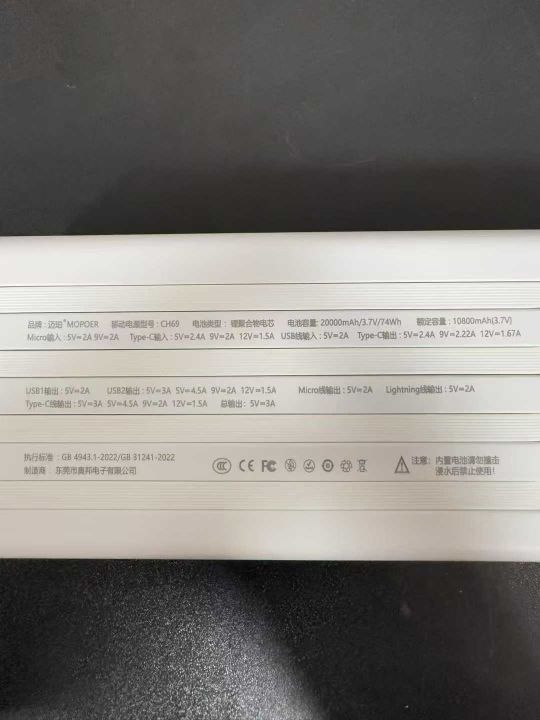 品牌：迈珀®MOPOER 移动电源型号：CH69 电池类型：锂聚合物电芯 电池容量: 20000mAh/3.7V/74Wh 额定容量：10800mAh(3.7V)
Micro输入：5V=2A 9V=2A Type-C输入：5V=2.4A 9V=2A 12V=1.5A USB线输入：5V=2A Type-C输出：5V=2.4A 9V=2.22A 12V=1.67A
USB1输出：5V=2A USB2输出：5V=3A 5V=4.5A 9V=2A 12V=1.5A Micro线输出：5V=2A Lightning线输出：5V=2A
Type-C线输出：5V=3A 5V=4.5A 9V=2A 12V=1.5A 总输出：5V=3A
执行标准：GB 4943.1-2022/GB 31241-2022
制造商：东莞市奥邦电子有限公司
CCC CE FC
注意：内置电池请勿撞击
浸水后禁止使用！